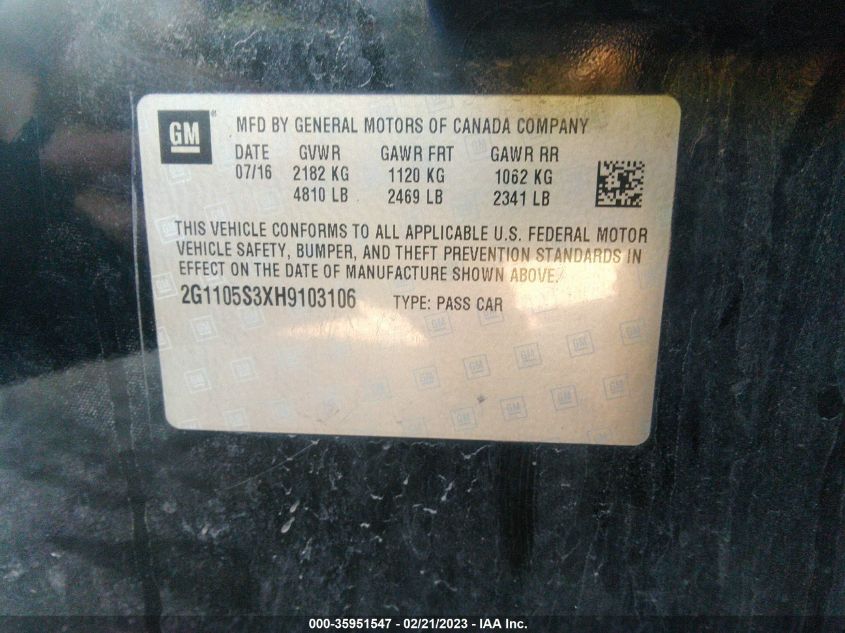 GM
MFD BY GENERAL MOTORS OF CANADA COMPANY
DATE GVWR GAWR FRT GAWR RR
07/16 2182 KG 1120 KG 1062 KG
4810 LB 2469 LB 2341 LB
THIS VEHICLE CONFORMS TO ALL APPLICABLE U.S. FEDERAL MOTOR
VEHICLE SAFETY, BUMPER, AND THEFT PREVENTION STANDARDS IN
EFFECT ON THE DATE OF MANUFACTURE SHOWN ABOVE.
2G1105S3XH9103106 TYPE: PASS CAR
000-35951547 - 02/21/2023 - IAA Inc.